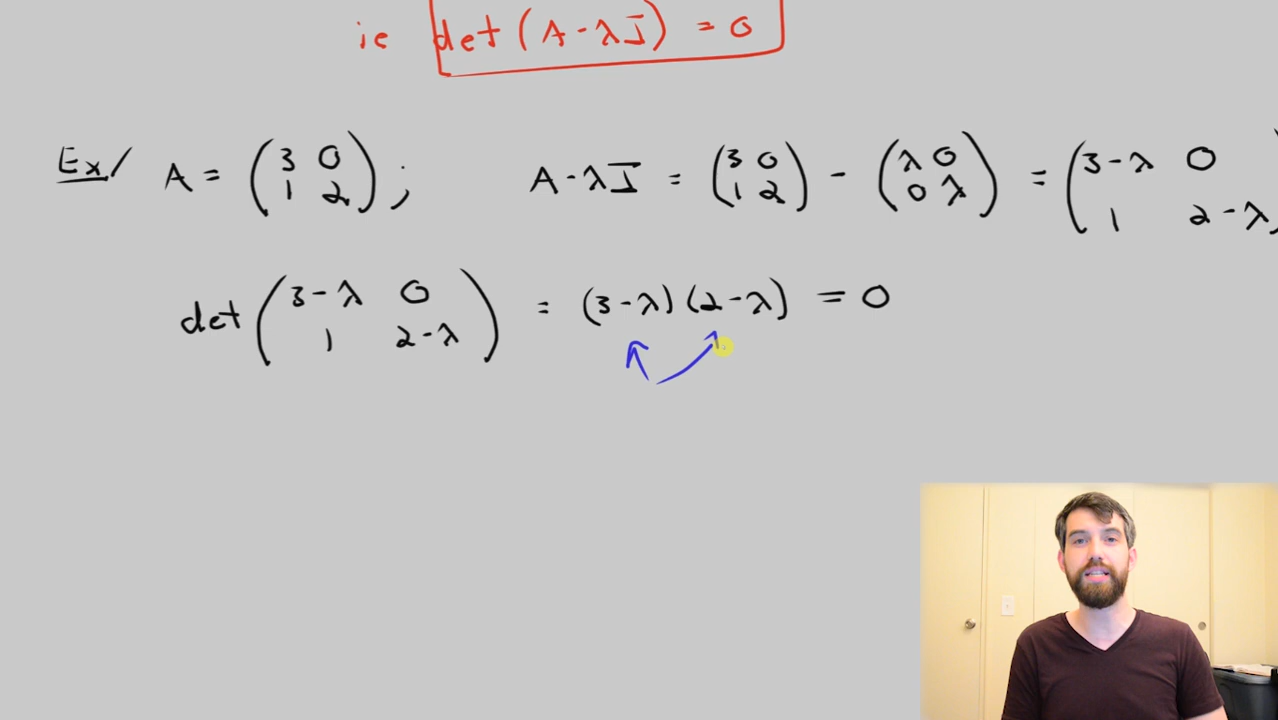 ie det (A - λI) = 0
Ex/ A = (3 0 1 2) ; A - λI = (3 0 1 2) - (λ 0 0 λ) = (3-λ 0 1 2-λ)
det (3-λ 0 1 2-λ) = (3-λ)(2-λ) = 0